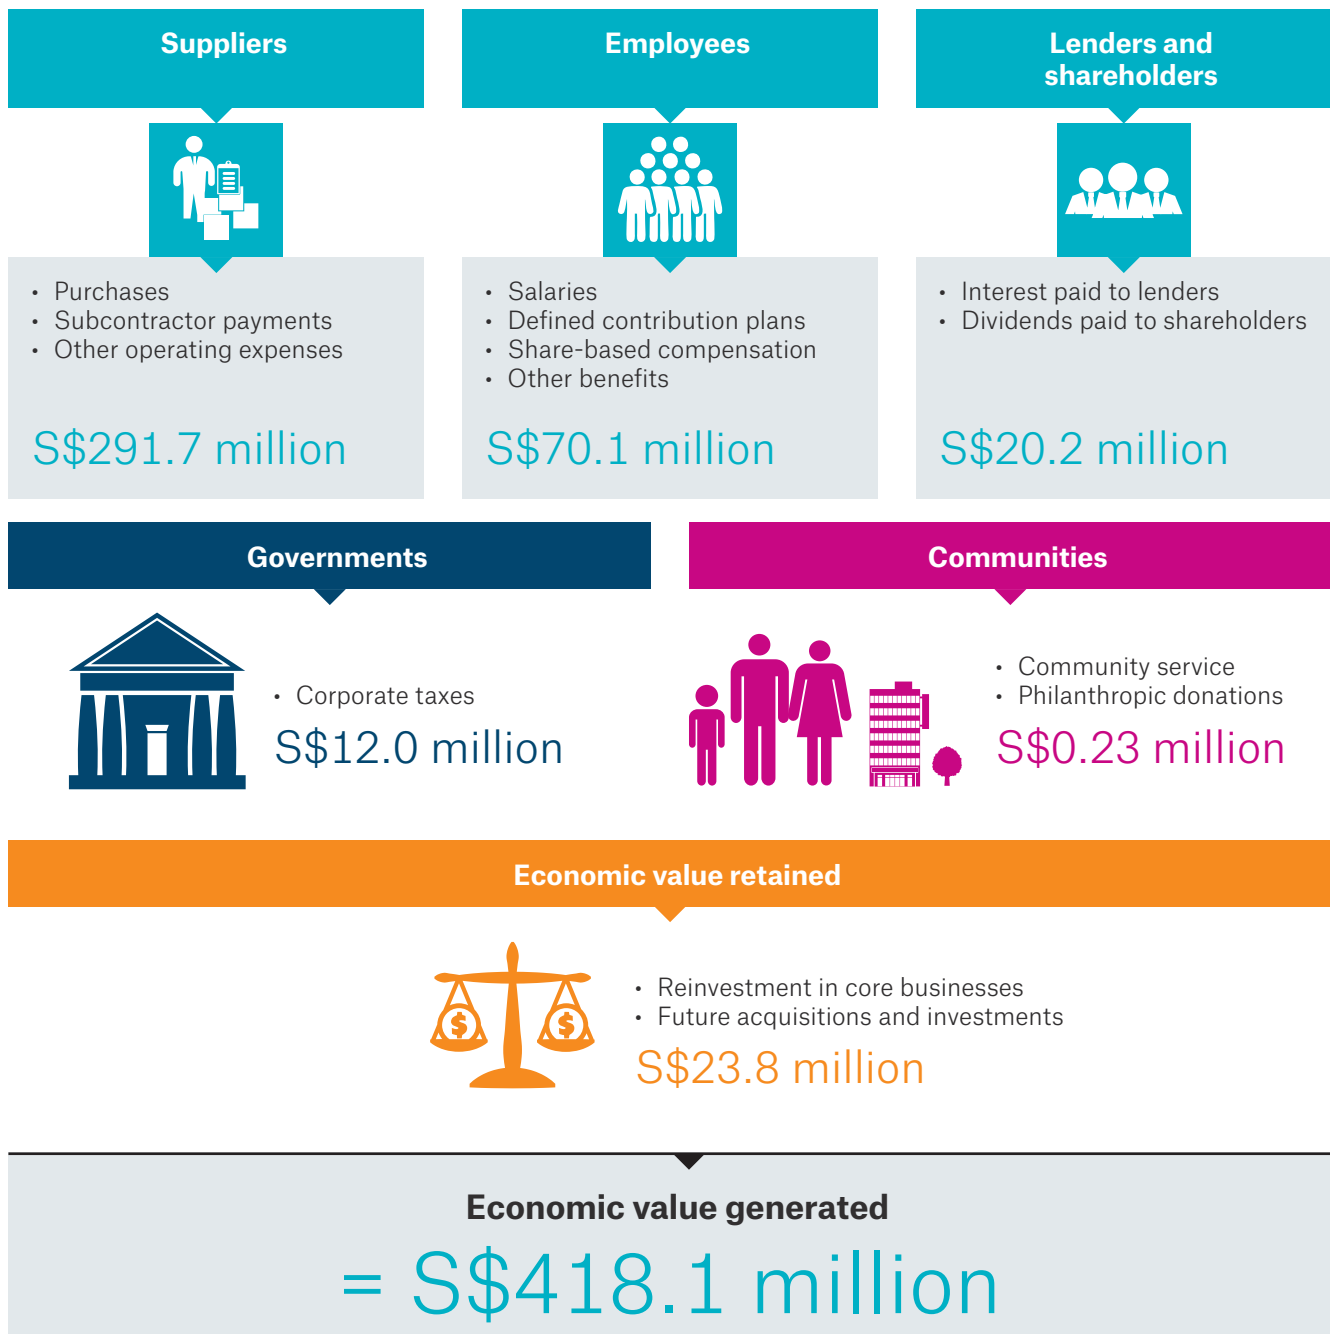 Suppliers
• Purchases
• Subcontractor payments
• Other operating expenses
S$291.7 million
Employees
• Salaries
• Defined contribution plans
• Share-based compensation
• Other benefits
S$70.1 million
Lenders and
shareholders
• Interest paid to lenders
• Dividends paid to shareholders
S$20.2 million
Governments
• Corporate taxes
S$12.0 million
Communities
• Community service
• Philanthropic donations
S$0.23 million
Economic value retained
$ $
• Reinvestment in core businesses
• Future acquisitions and investments
S$23.8 million
Economic value generated
= S$418.1 million